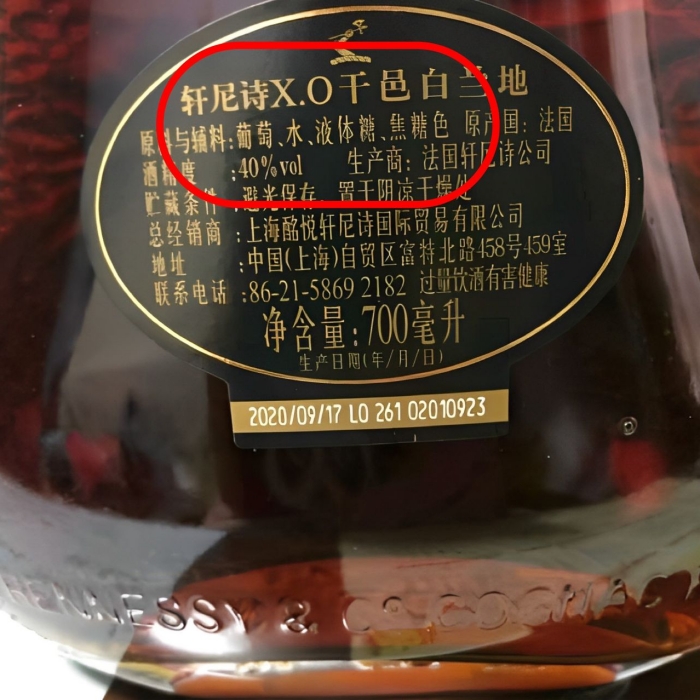 轩尼诗X.O干邑白兰地
原料与辅料:葡萄、水、液体糖、焦糖色 原产国:法国
酒精度 :40%vol 生产商:法国轩尼诗公司
贮藏条件 :避光保存、置于阴凉干燥处
总经销商 :上海酩悦轩尼诗国际贸易有限公司
地址 :中国(上海)自贸区富特北路458号459室
联系电话 :86-21-5869 2182 过量饮酒有害健康
净含量:700毫升
生产日期(年/月/日)
2020/09/17 LO 261 02010923
HENNESSY & Co COGNAC